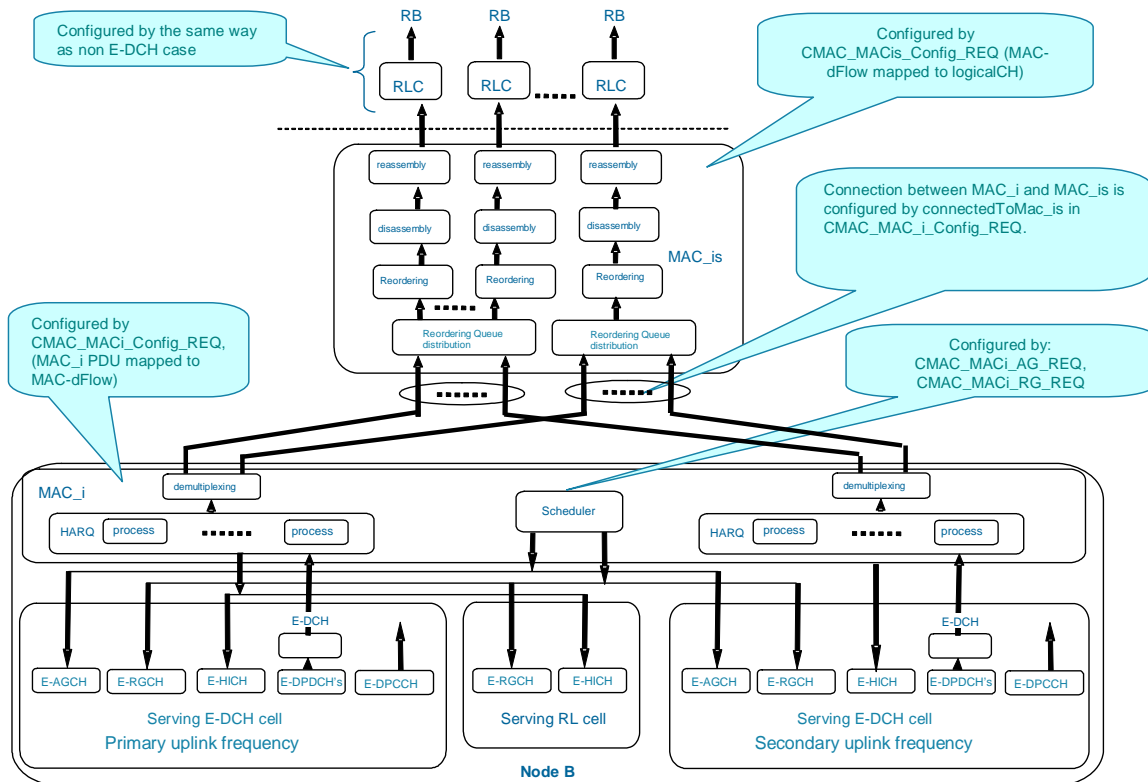 RB
RB
RB
Configured by the same way
as non E-DCH case
RLC
RLC
RLC
Configured by
CMAC_MACis_Config_REQ (MAC-
dFlow mapped to logicalCH)
reassembly
reassembly
reassembly
disassembly
disassembly
disassembly
Reordering
Reordering
Reordering
MAC_is
Reordering Queue
distribution
Reordering Queue
distribution
Connection between MAC_i and MAC_is is
configured by connectedToMac_is in
CMAC_MAC_i_Config_REQ.
Configured by
CMAC_MACi_Config_REQ,
(MAC_i PDU mapped to
MAC-dFlow)
Configured by:
CMAC_MACi_AG_REQ,
CMAC_MACi_RG_REQ
MAC_i
demultiplexing
HARQ
process
process
Scheduler
demultiplexing
HARQ
process
process
E-DCH
E-AGCH
E-RGCH
E-HICH
E-DPDCH's
E-DPCCH
Serving E-DCH cell
Primary uplink frequency
E-RGCH
E-HICH
Serving RL cell
E-DCH
E-AGCH
E-RGCH
E-HICH
E-DPDCH's
E-DPCCH
Serving E-DCH cell
Secondary uplink frequency
Node B